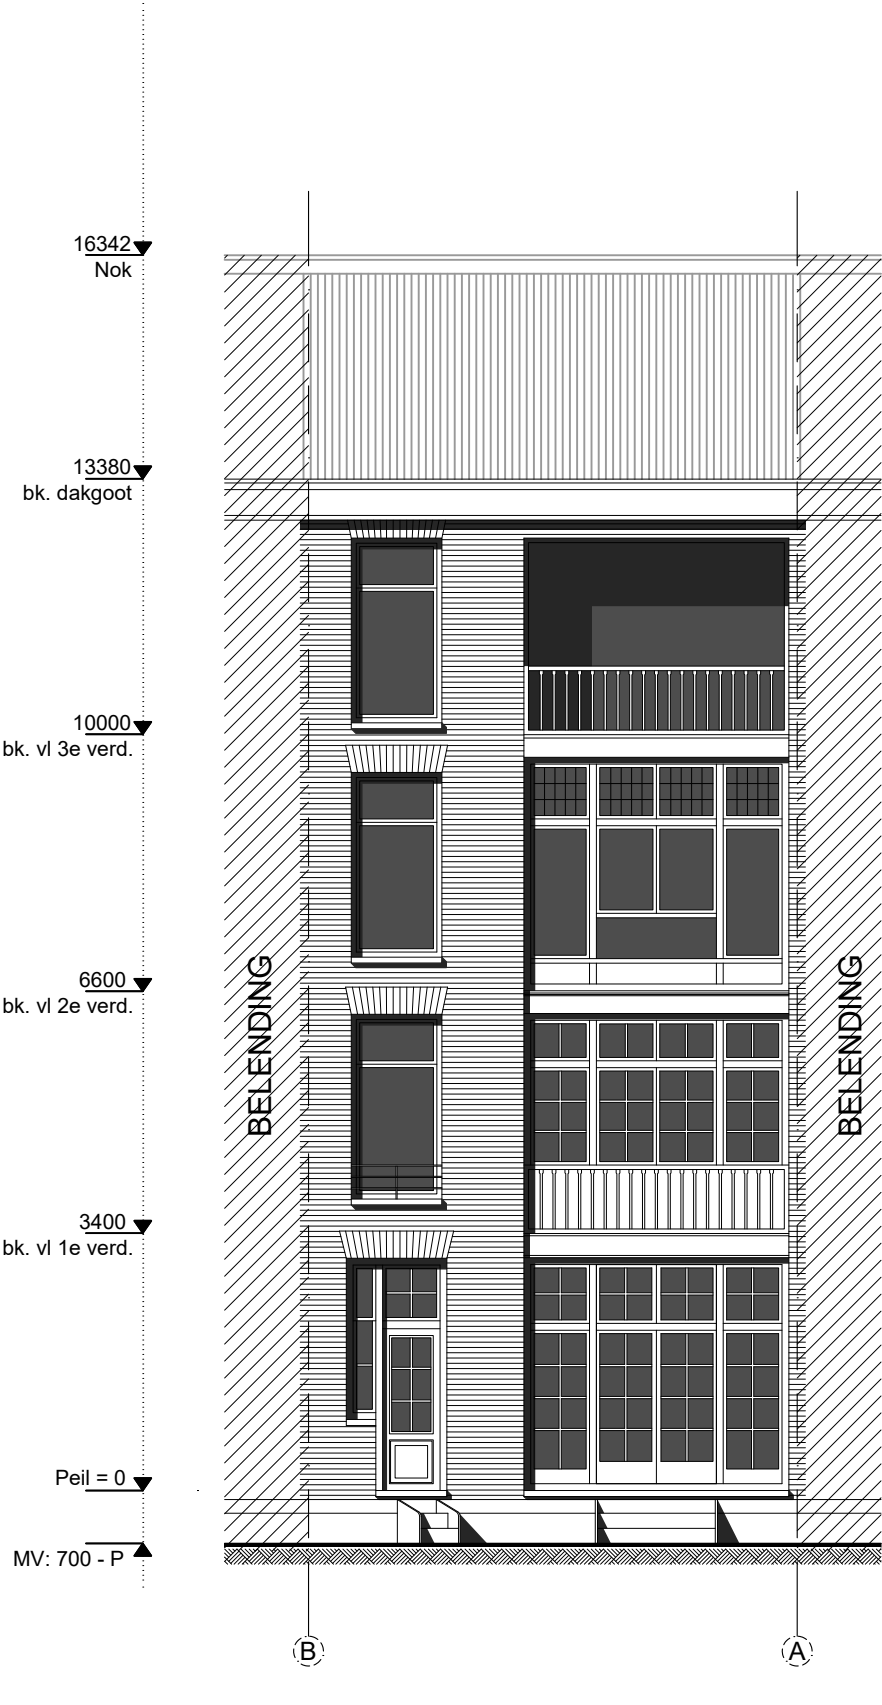 16342
Nok
13380
bk. dakgoot
10000
bk. vl 3e verd.
BELENDING
BELENDING
6600
bk. vl 2e verd.
3400
bk. vl 1e verd.
Peil = 0
MV: 700 - P
B
A